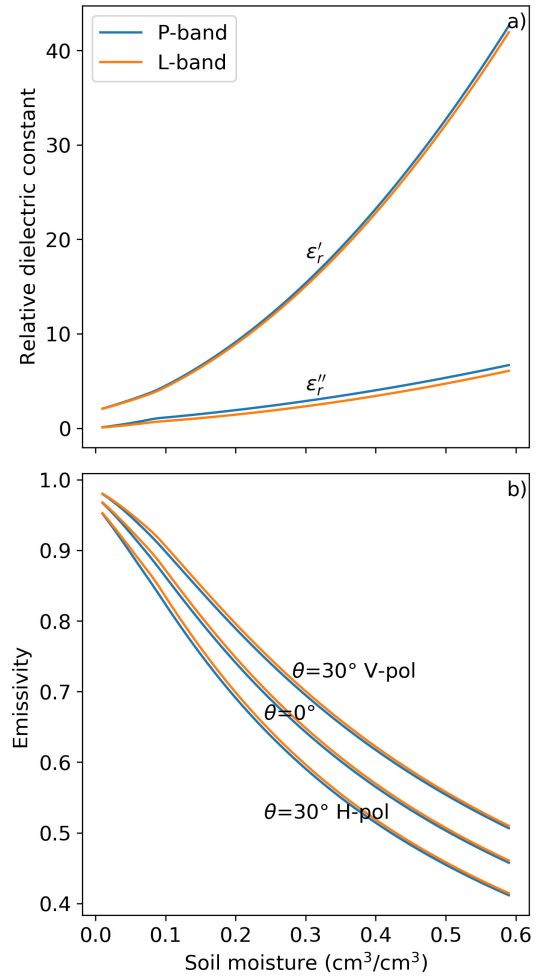 a)
P-band
L-band
Relative dielectric constant
40
30
20
10
0
ε′r
ε″r
b)
Emissivity
1.0
0.9
0.8
0.7
0.6
0.5
0.4
θ=30° V-pol
θ=0°
θ=30° H-pol
0.0 0.1 0.2 0.3 0.4 0.5 0.6
Soil moisture (cm³/cm³)